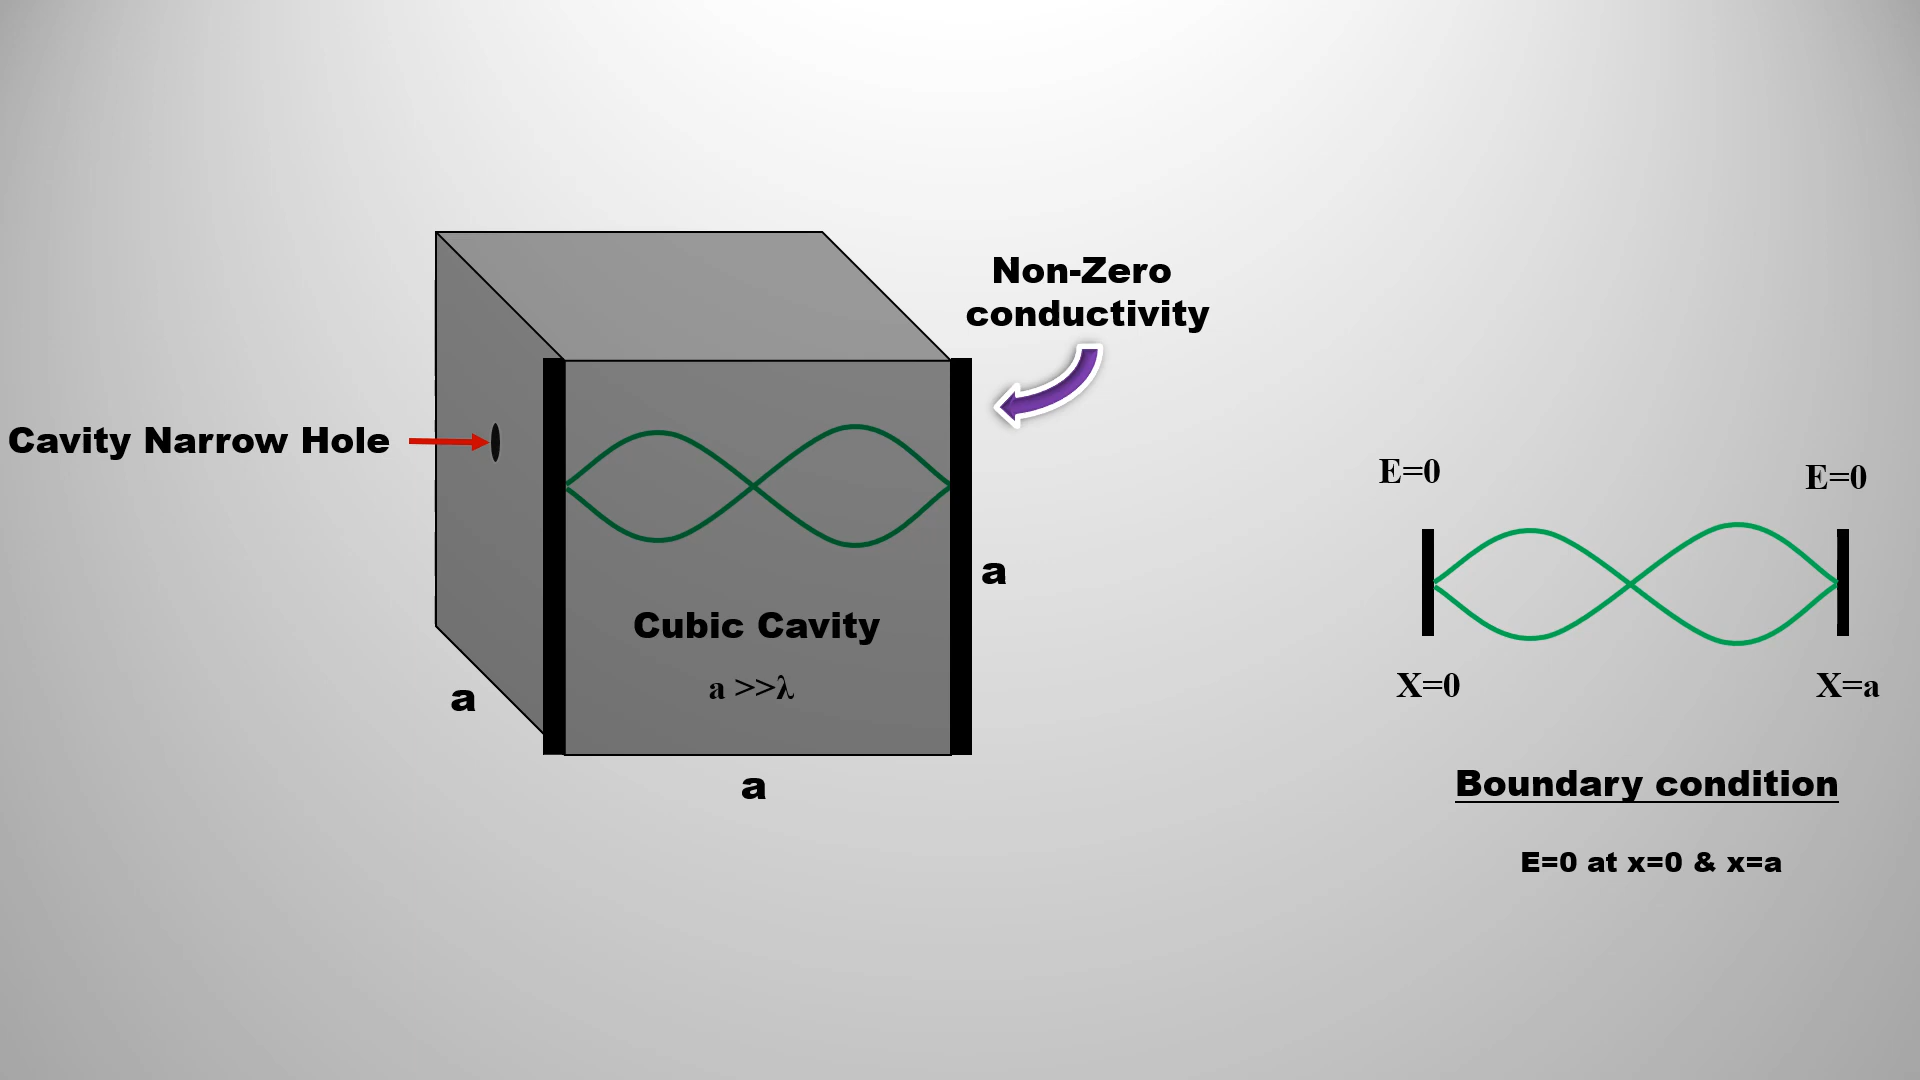 Non-Zero
conductivity
Cavity Narrow Hole
E=0
E=0
a
Cubic Cavity
a >>λ
a
X=0
X=a
a
Boundary condition
E=0 at x=0 & x=a